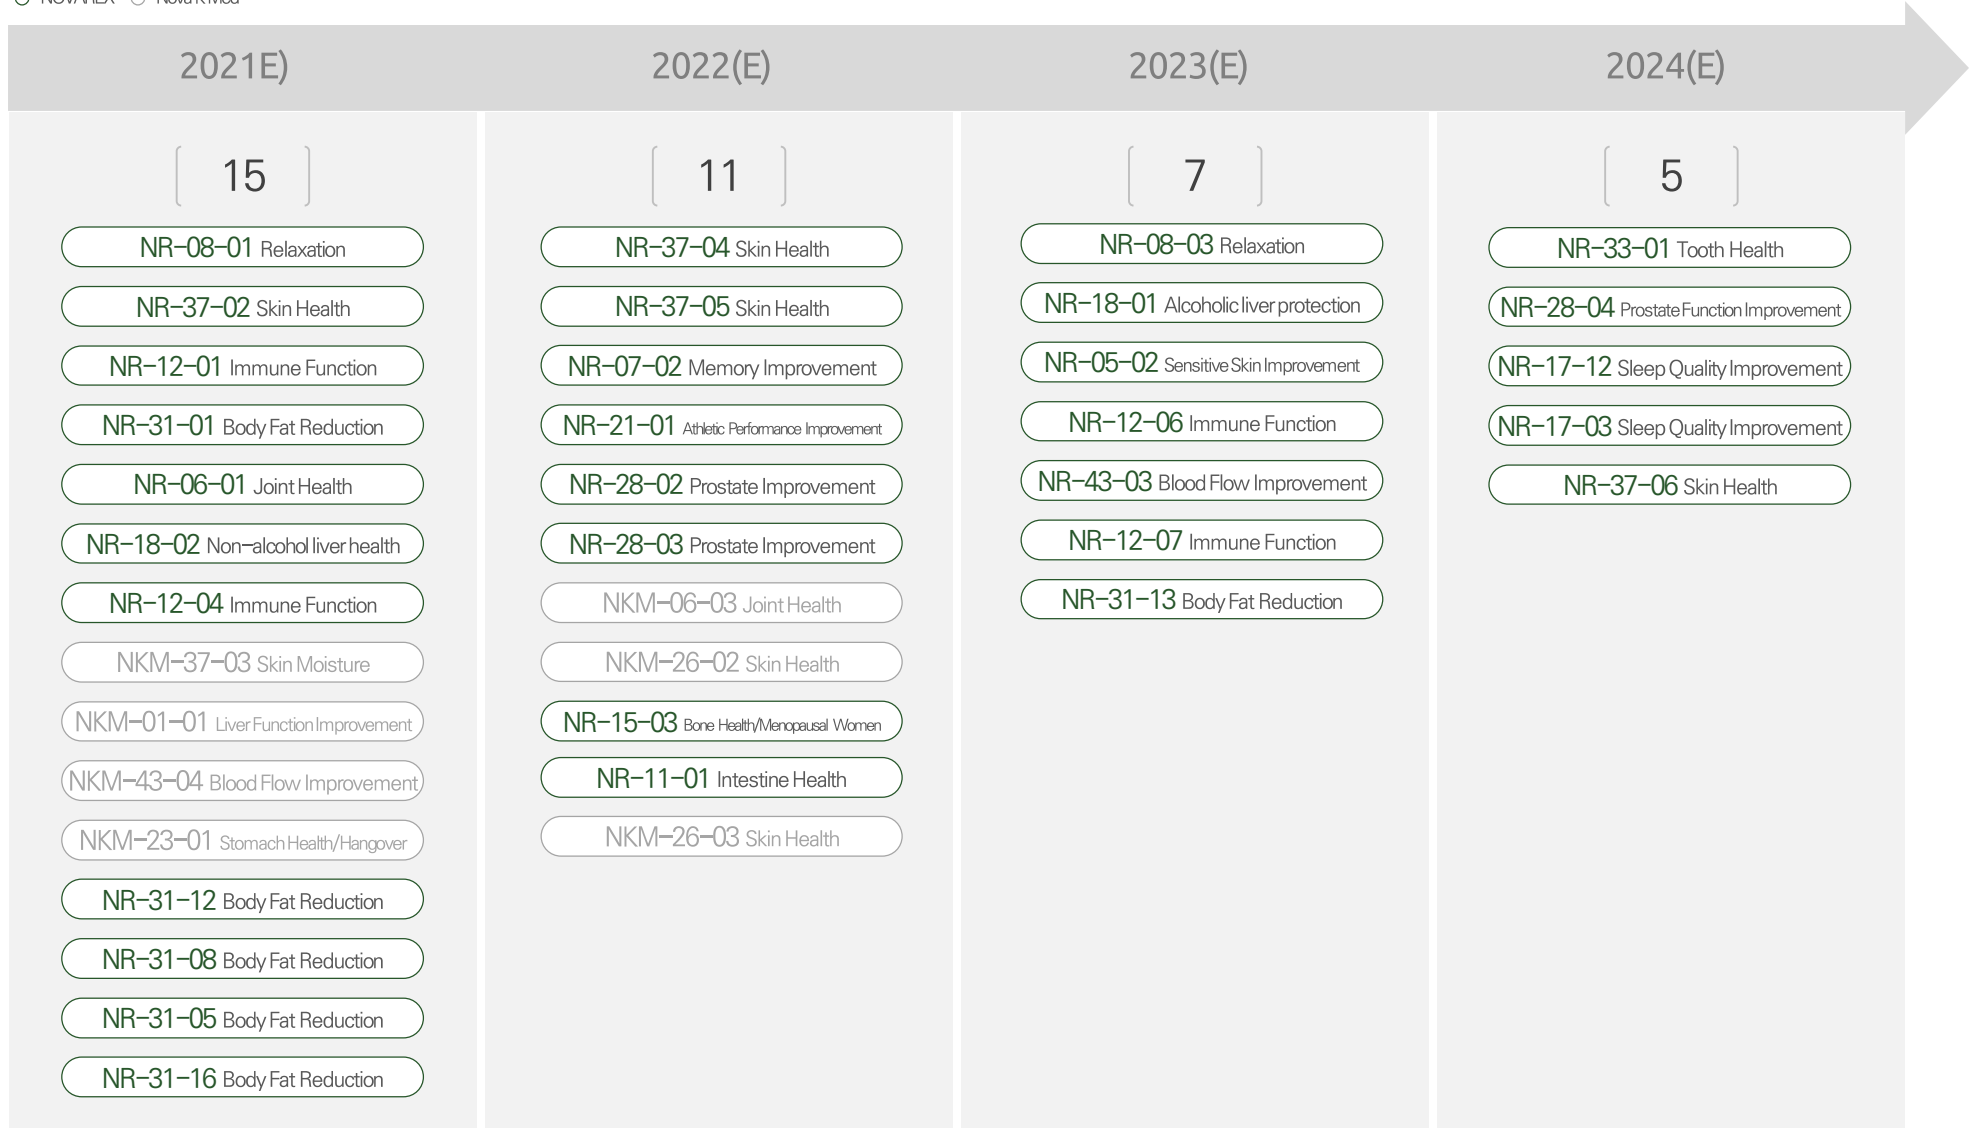 2021E)
2022(E)
2023(E)
2024(E)
15
NR-08-01 Relaxation
NR-37-02 Skin Health
NR-12-01 Immune Function
NR-31-01 Body Fat Reduction
NR-06-01 Joint Health
NR-18-02 Non-alcohol liver health
NR-12-04 Immune Function
NKM-37-03 Skin Moisture
NKM-01-01 Liver Function Improvement
NKM-43-04 Blood Flow Improvement
NKM-23-01 Stomach Health/Hangover
NR-31-12 Body Fat Reduction
NR-31-08 Body Fat Reduction
NR-31-05 Body Fat Reduction
NR-31-16 Body Fat Reduction
11
NR-37-04 Skin Health
NR-37-05 Skin Health
NR-07-02 Memory Improvement
NR-21-01 Athletic Performance Improvement
NR-28-02 Prostate Improvement
NR-28-03 Prostate Improvement
NKM-06-03 Joint Health
NKM-26-02 Skin Health
NR-15-03 Bone Health/Menopausal Women
NR-11-01 Intestine Health
NKM-26-03 Skin Health
7
NR-08-03 Relaxation
NR-18-01 Alcoholic liver protection
NR-05-02 Sensitive Skin Improvement
NR-12-06 Immune Function
NR-43-03 Blood Flow Improvement
NR-12-07 Immune Function
NR-31-13 Body Fat Reduction
5
NR-33-01 Tooth Health
NR-28-04 Prostate Function Improvement
NR-17-12 Sleep Quality Improvement
NR-17-03 Sleep Quality Improvement
NR-37-06 Skin Health